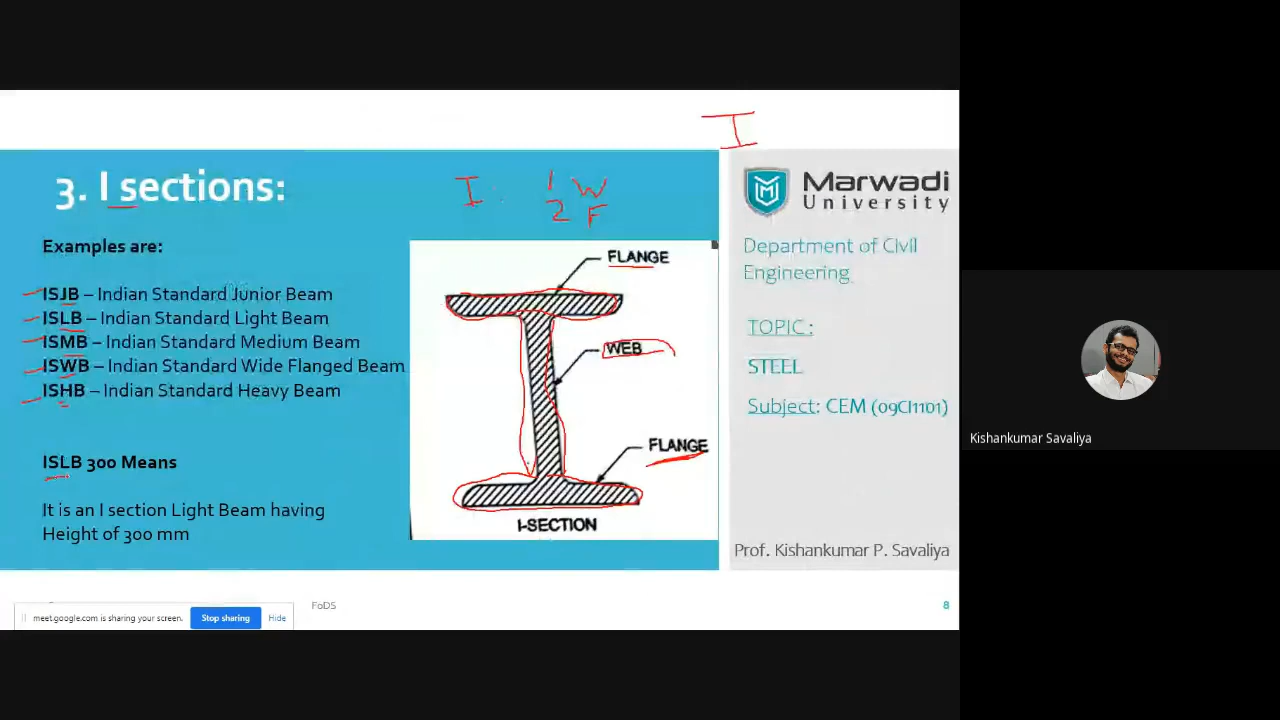 I
3. I sections:
I : 1 W
2 F
Examples are:
ISJB – Indian Standard Junior Beam
ISLB – Indian Standard Light Beam
ISMB – Indian Standard Medium Beam
ISWB – Indian Standard Wide Flanged Beam
ISHB – Indian Standard Heavy Beam
ISLB 300 Means
It is an I section Light Beam having
Height of 300 mm
FLANGE
WEB
FLANGE
I-SECTION
Marwadi
University
Department of Civil
Engineering
TOPIC :
STEEL
Subject: CEM (09CI1101)
Prof. Kishankumar P. Savaliya
FoDS
8
meet.google.com is sharing your screen.
Stop sharing
Hide
Kishankumar Savaliya